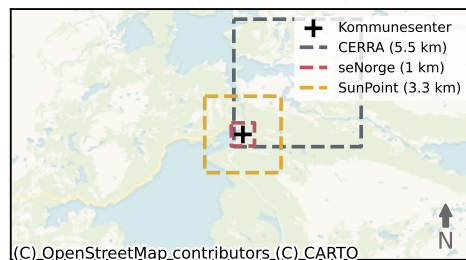 Kommunesenter
CERRA (5.5 km)
seNorge (1 km)
SunPoint (3.3 km)
N
(C) OpenStreetMap contributors (C) CARTO